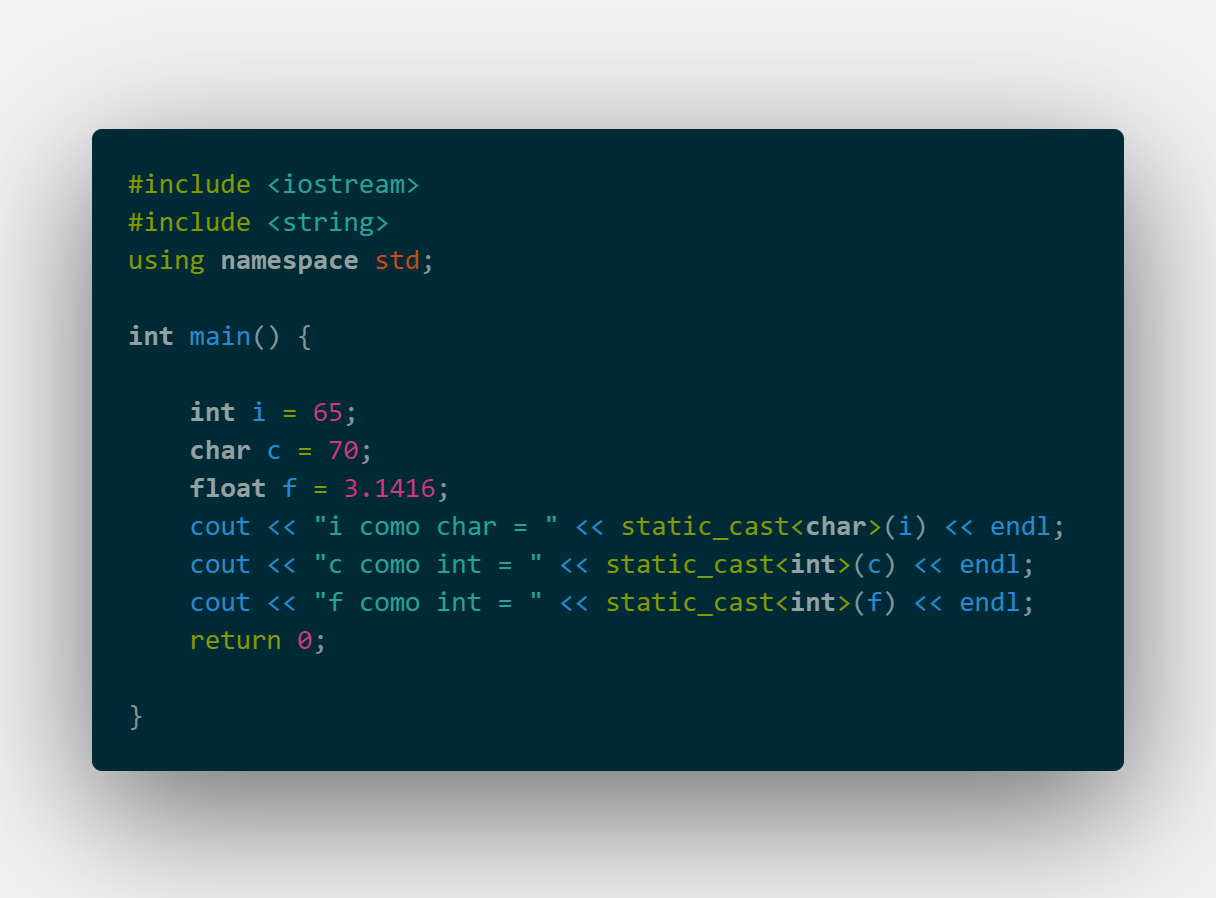 #include <iostream>
#include <string>
using namespace std;

int main() {

    int i = 65;
    char c = 70;
    float f = 3.1416;
    cout << "i como char = " << static_cast<char>(i) << endl;
    cout << "c como int = " << static_cast<int>(c) << endl;
    cout << "f como int = " << static_cast<int>(f) << endl;
    return 0;

}